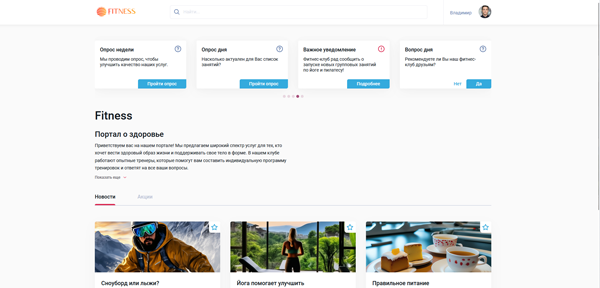 FITNESS
Владимир
Опрос недели
Мы проводим опрос, чтобы
улучшить качество наших услуг.
Пройти опрос
Опрос дня
Насколько актуален для Вас список
занятий?
Пройти опрос
Важное уведомление
Фитнес-клуб рад сообщить о
запуске новых групповых занятий
по йоге и пилатесу!
Подробнее
Вопрос дня
Рекомендуете ли Вы наш фитнес-
клуб друзьям?
Нет
Да
Fitness
Портал о здоровье
Приветствуем вас на нашем портале! Мы предлагаем широкий спектр услуг для тех, кто
хочет вести здоровый образ жизни и поддерживать свое тело в форме. В нашем клубе
работают опытные тренеры, которые помогут вам составить индивидуальную программу
тренировок и ответят на все ваши вопросы.
Показать еще
Новости
Акции
Сноуборд или лыжи?
Йога помогает улучшить
Правильное питание